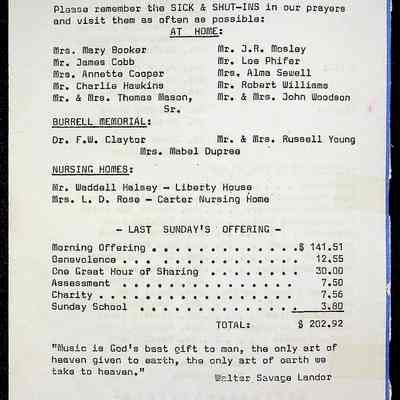 Please remember the SICK & SHUT-INS in our prayers
and visit them as often as possible:
AT HOME:
Mrs. Mary Booker Mr. J.R. Mosley
Mr. James Cobb Mr. Lee Phifer
Mrs. Annette Cooper Mrs. Alma Sewell
Mr. Charlie Hawkins Mr. Robert Williams
Mr. & Mrs. Thomas Mason, Mr. & Mrs. John Woodson
Sr.
BURRELL MEMORIAL:
Dr. F.W. Claytor Mr. & Mrs. Russell Young
Mrs. Mabel Dupree
NURSING HOMES:
Mr. Waddell Halsey - Liberty House
Mrs. L. D. Rose - Carter Nursing Home
- LAST SUNDAY'S OFFERING -
Morning Offering . . . . . . . . . . . . .$ 141.51
Benevolence . . . . . . . . . . . . . . . 12.55
One Great Hour of Sharing . . . . . . . . 30.00
Assessment . . . . . . . . . . . . . . . 7.50
Charity . . . . . . . . . . . . . . . . . 7.56
Sunday School . . . . . . . . . . . . . . 3.80
TOTAL: $ 202.92
"Music is God's best gift to man, the only art of
heaven given to earth, the only art of earth we
take to heaven."
Walter Savage Landor